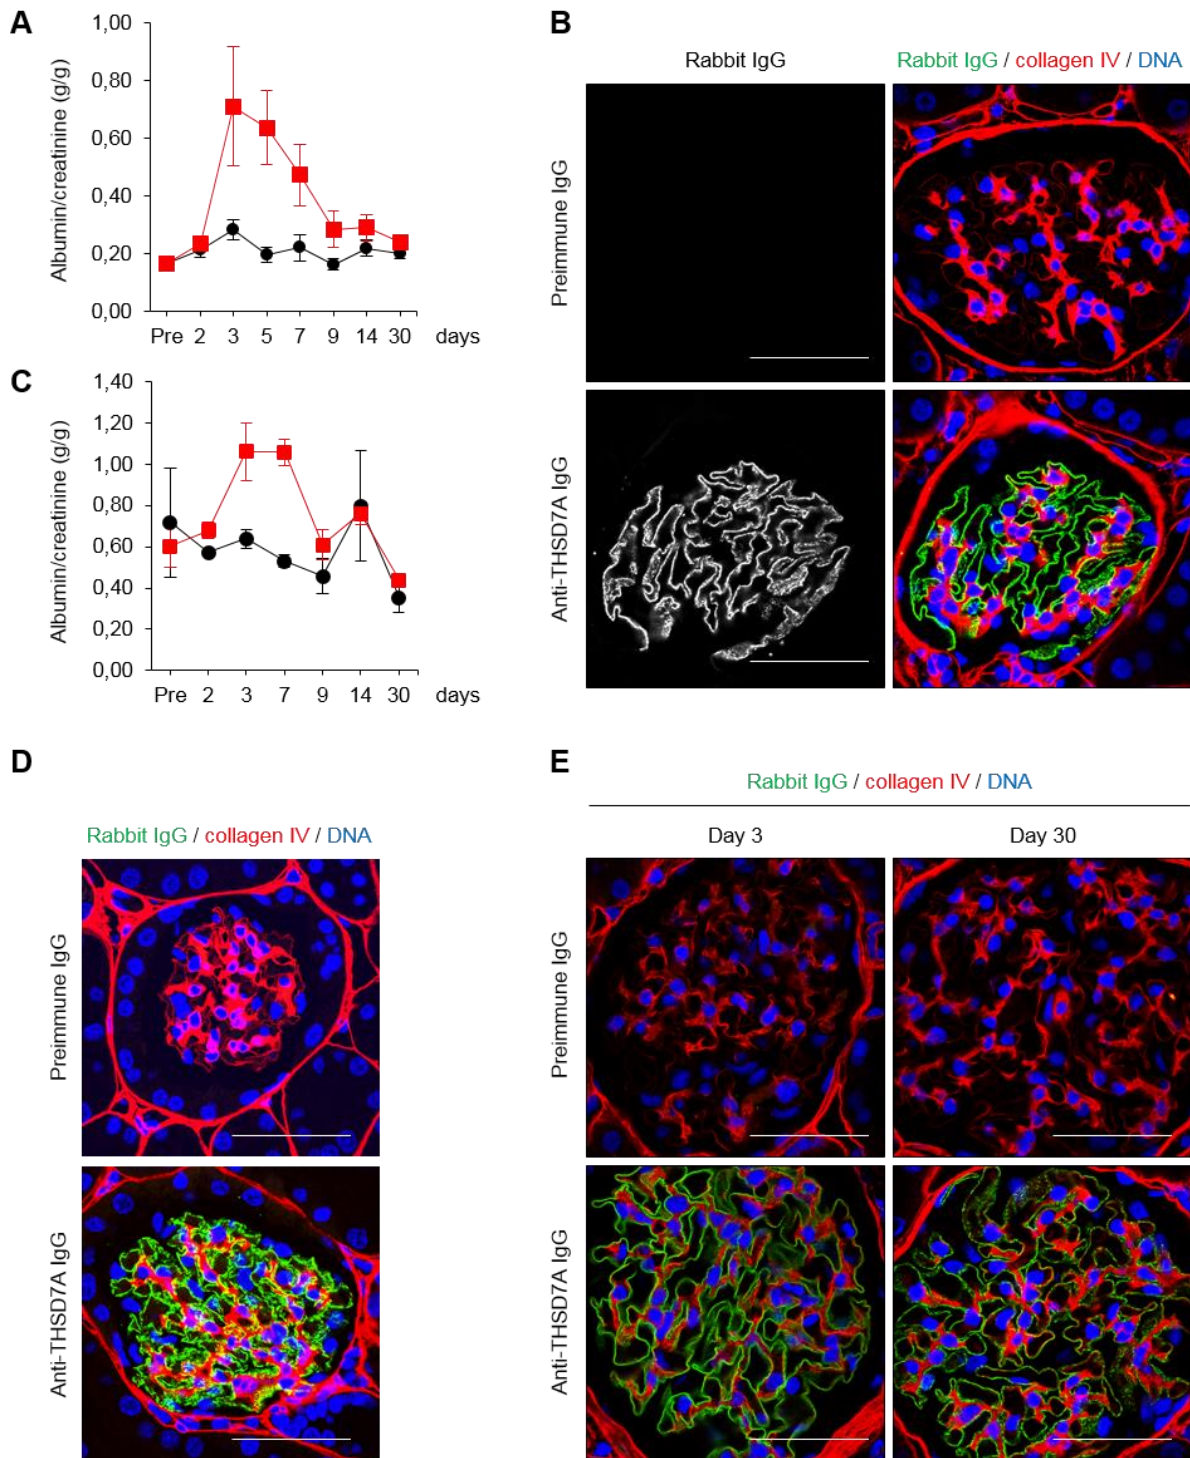 A
1,00
0,80
0,60
0,40
0,20
0,00
Albumin/creatinine (g/g)
Pre 2 3 5 7 9 14 30 days
B
Rabbit IgG
Rabbit IgG / collagen IV / DNA
Preimmune IgG
Anti-THSD7A IgG
C
1,40
1,20
1,00
0,80
0,60
0,40
0,20
0,00
Albumin/creatinine (g/g)
Pre 2 3 7 9 14 30 days
D
Rabbit IgG / collagen IV / DNA
Preimmune IgG
Anti-THSD7A IgG
E
Rabbit IgG / collagen IV / DNA
Day 3
Day 30
Preimmune IgG
Anti-THSD7A IgG